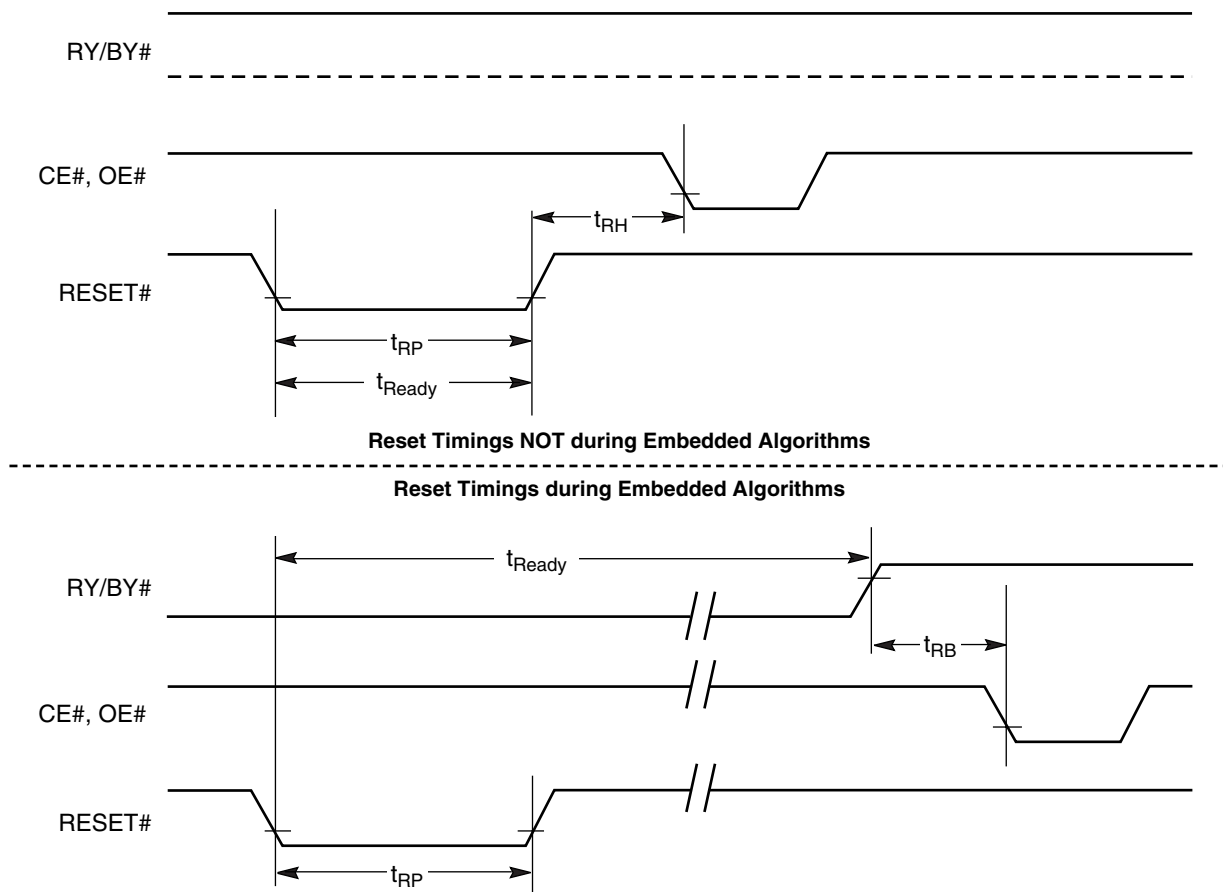 RY/BY#
CE#, OE#
tRH
RESET#
tRP
tReady
Reset Timings NOT during Embedded Algorithms
Reset Timings during Embedded Algorithms
tReady
RY/BY#
tRB
CE#, OE#
RESET#
tRP